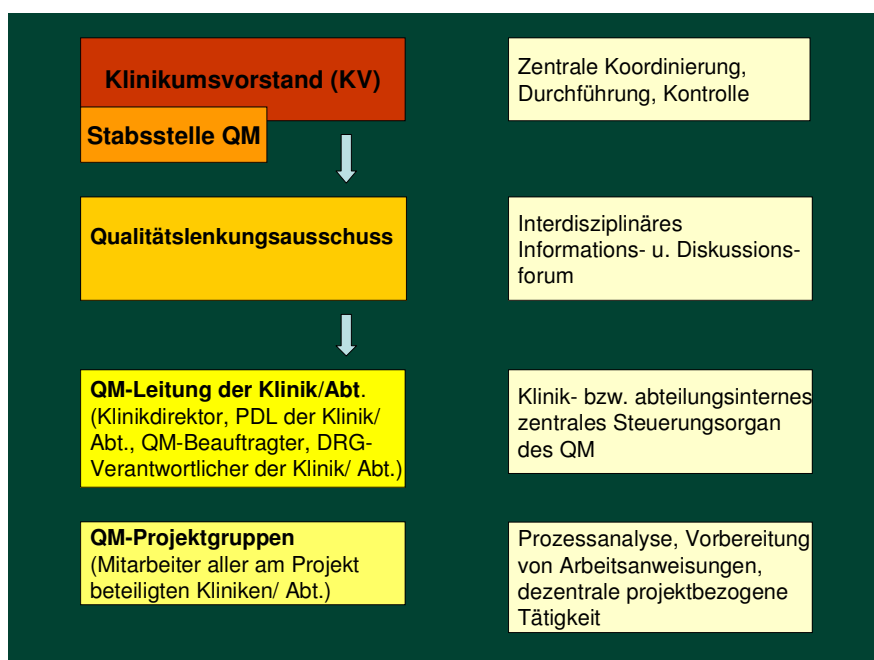 Klinikumsvorstand (KV)
Stabsstelle QM
Zentrale Koordinierung,
Durchführung, Kontrolle
Qualitätslenkungsausschuss
Interdisziplinäres
Informations- u. Diskussions-
forum
QM-Leitung der Klinik/Abt.
(Klinikdirektor, PDL der Klinik/
Abt., QM-Beauftragter, DRG-
Verantwortlicher der Klinik/ Abt.)
Klinik- bzw. abteilungsinternes
zentrales Steuerungsorgan
des QM
QM-Projektgruppen
(Mitarbeiter aller am Projekt
beteiligten Kliniken/ Abt.)
Prozessanalyse, Vorbereitung
von Arbeitsanweisungen,
dezentrale projektbezogene
Tätigkeit